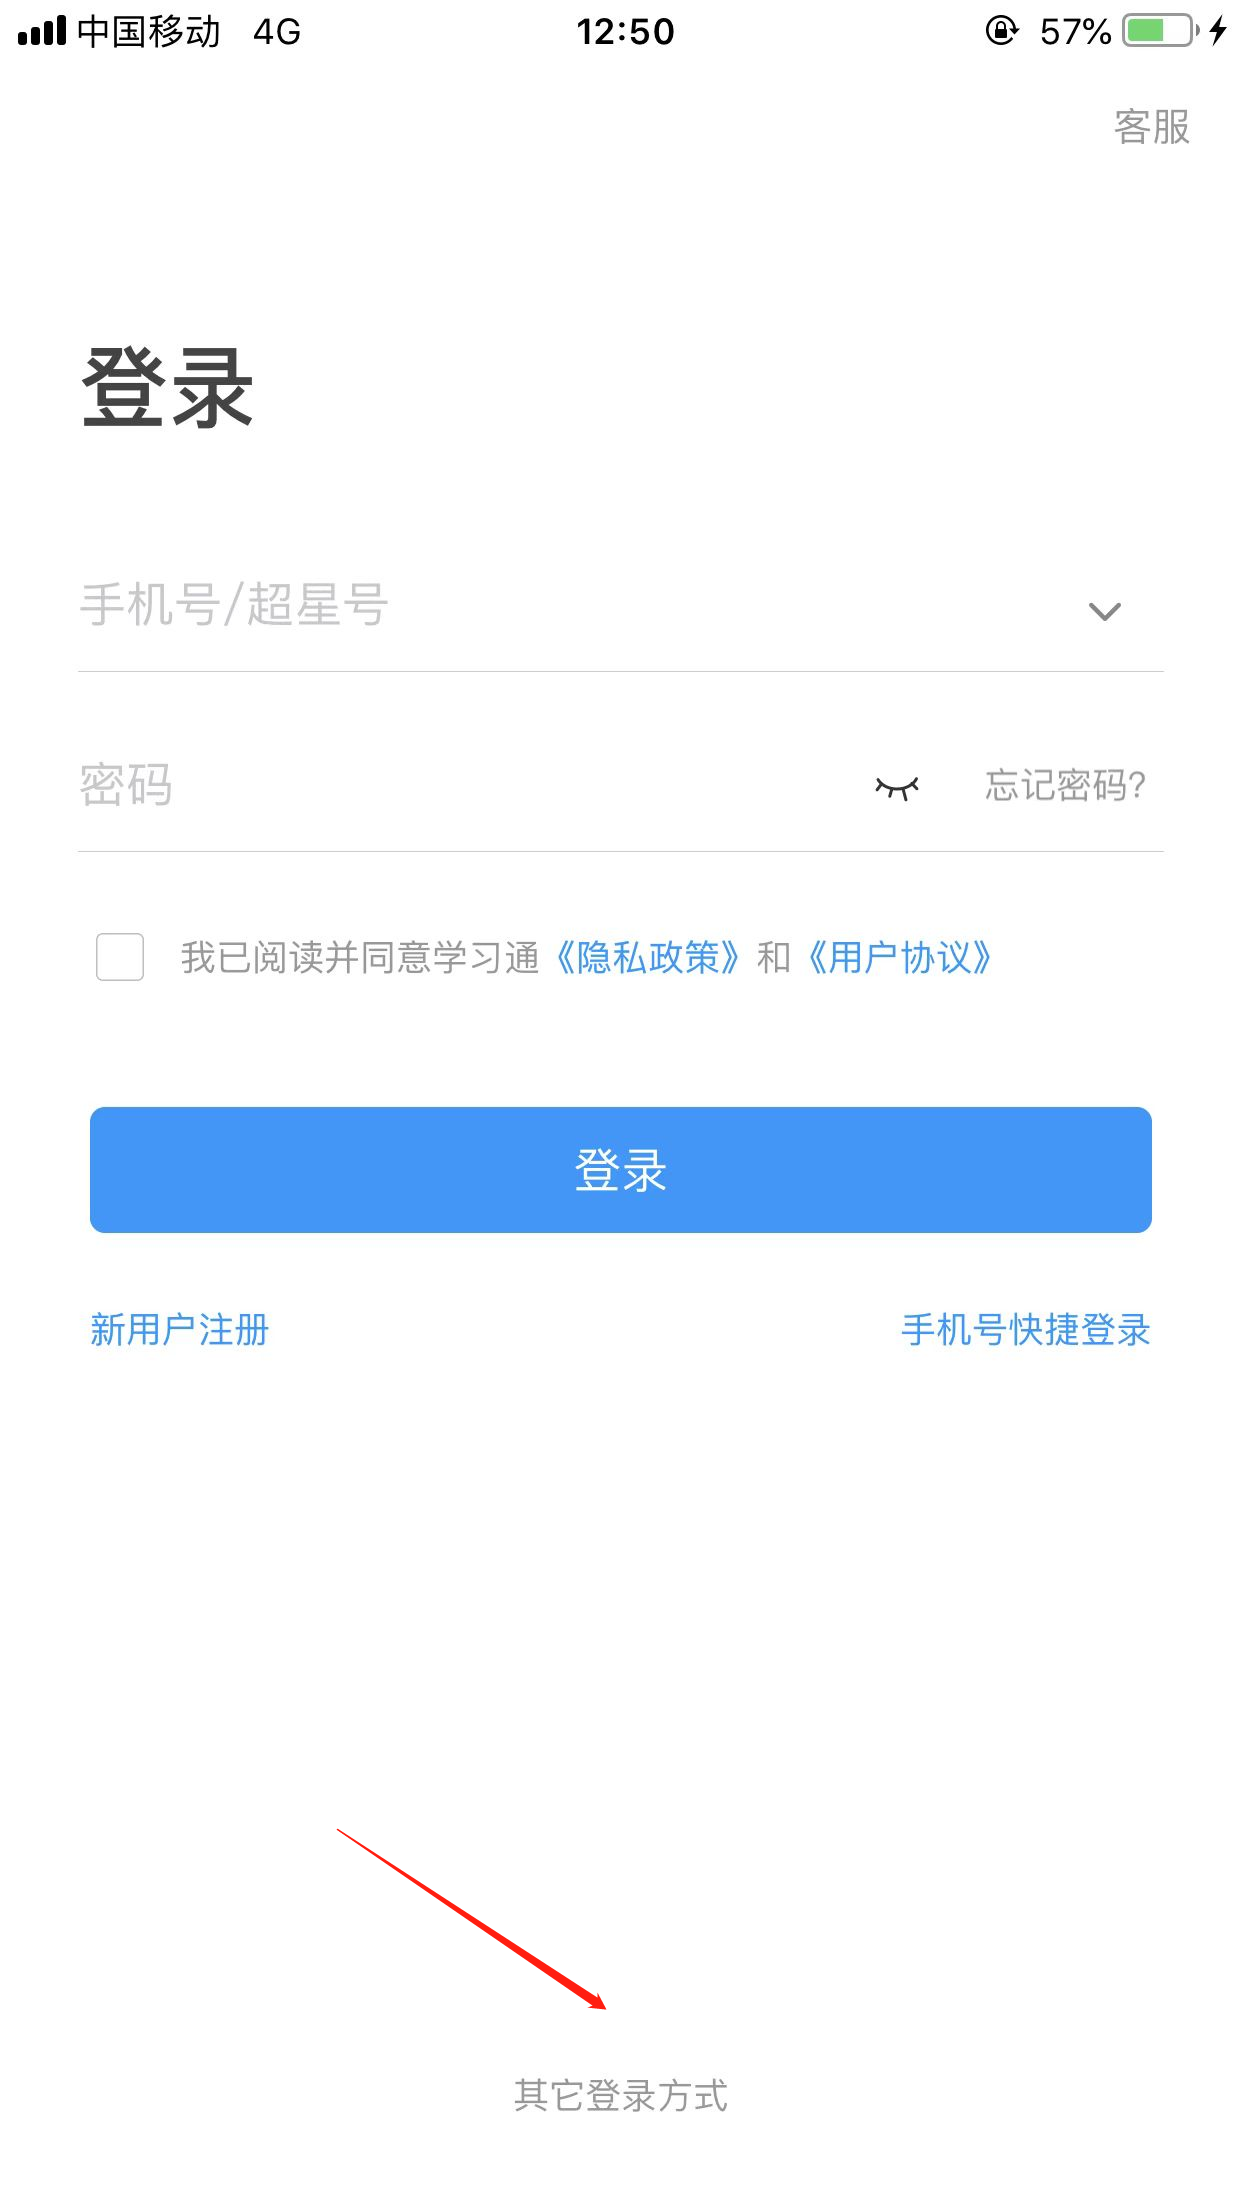 中国移动 4G 12:50 57%
客服
登录
手机号/超星号
密码 忘记密码?
我已阅读并同意学习通《隐私政策》和《用户协议》
登录
新用户注册 手机号快捷登录
其它登录方式